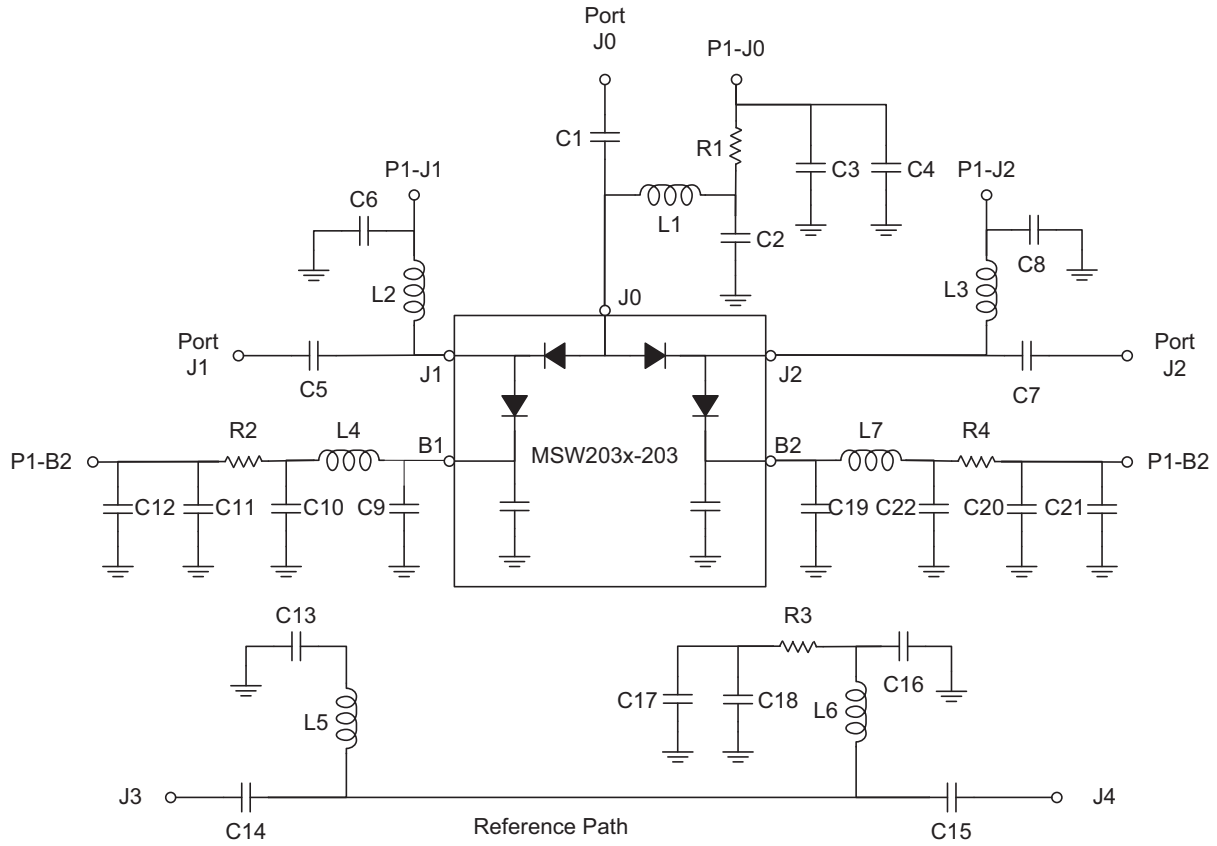 Port
J0
P1-J0
C1
R1
C3
C4
P1-J1
P1-J2
C6
L1
C2
C8
L2
L3
J0
Port
J1
C5
J1
J2
C7
Port
J2
P1-B2
R2
L4
B1
MSW203x-203
B2
L7
R4
P1-B2
C12
C11
C10
C9
C19
C22
C20
C21
C13
R3
C16
L5
C17
C18
L6
J3
C14
Reference Path
C15
J4